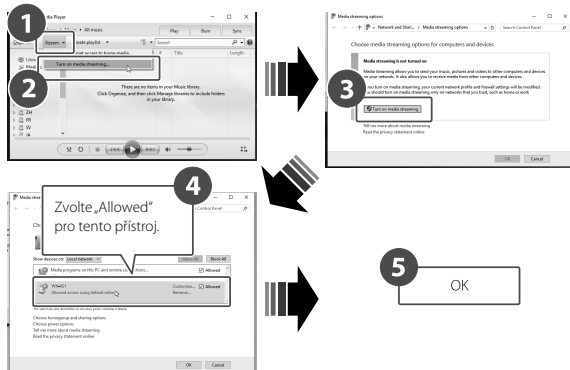 1
Media Player
All music
Play
Burn
Sync
Stream
Create playlist
Search
Turn on media streaming...
Title
Length
2
There are no items in your Music library.
Click Organize, and then click Manage libraries to include folders
in your library.
ZH
FR
SV
Media streaming options
Network and Shari...
Media streaming options
Search Control Panel
Choose media streaming options for computers and devices
Media streaming is not turned on
Media streaming allows you to send your music, pictures and videos to other computers and devices
on your network. It also allows you to receive media from other computers and devices.
you turn on media streaming, your current network profile and firewall settings will be modified.
should turn on media streaming only on networks that you trust, such as home or work
3
Turn on media streaming
Tell me more about media streaming
Read the privacy statement online
OK
Cancel
4
Media strea
Control Panel
Zvolte „Allowed“
pro tento přístroj.
Show devices on:
Local network
Allow All
Block All
Media programs on this PC and remote
Allowed
Allowed access using default settings
Customize...
Allowed
Remove...
Choose homegroup and sharing options
Choose power options
Tell me more about media streaming
Read the privacy statement online
OK
Cancel
5
OK